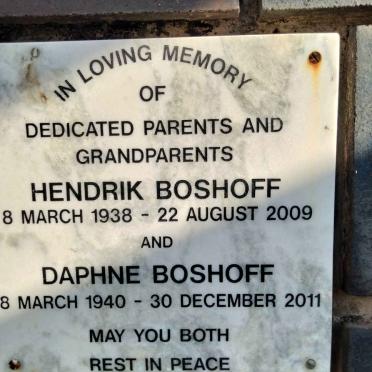 IN LOVING MEMORY
OF
DEDICATED PARENTS AND
GRANDPARENTS
HENDRIK BOSHOFF
8 MARCH 1938 - 22 AUGUST 2009
AND
DAPHNE BOSHOFF
8 MARCH 1940 - 30 DECEMBER 2011
MAY YOU BOTH
REST IN PEACE